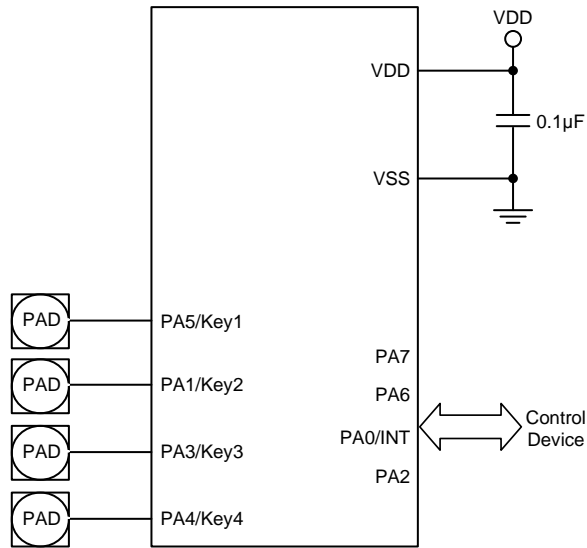 VDD
VDD
0.1µF
VSS
PAD PA5/Key1
PA7
PAD PA1/Key2
PA6
Control
Device
PA0/INT
PAD PA3/Key3
PA2
PAD PA4/Key4